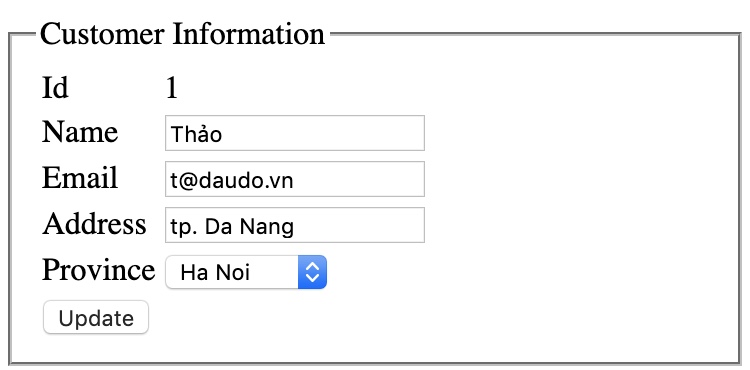 Customer Information
Id 1
Name Thảo
Email t@daudo.vn
Address tp. Da Nang
Province Ha Noi
Update